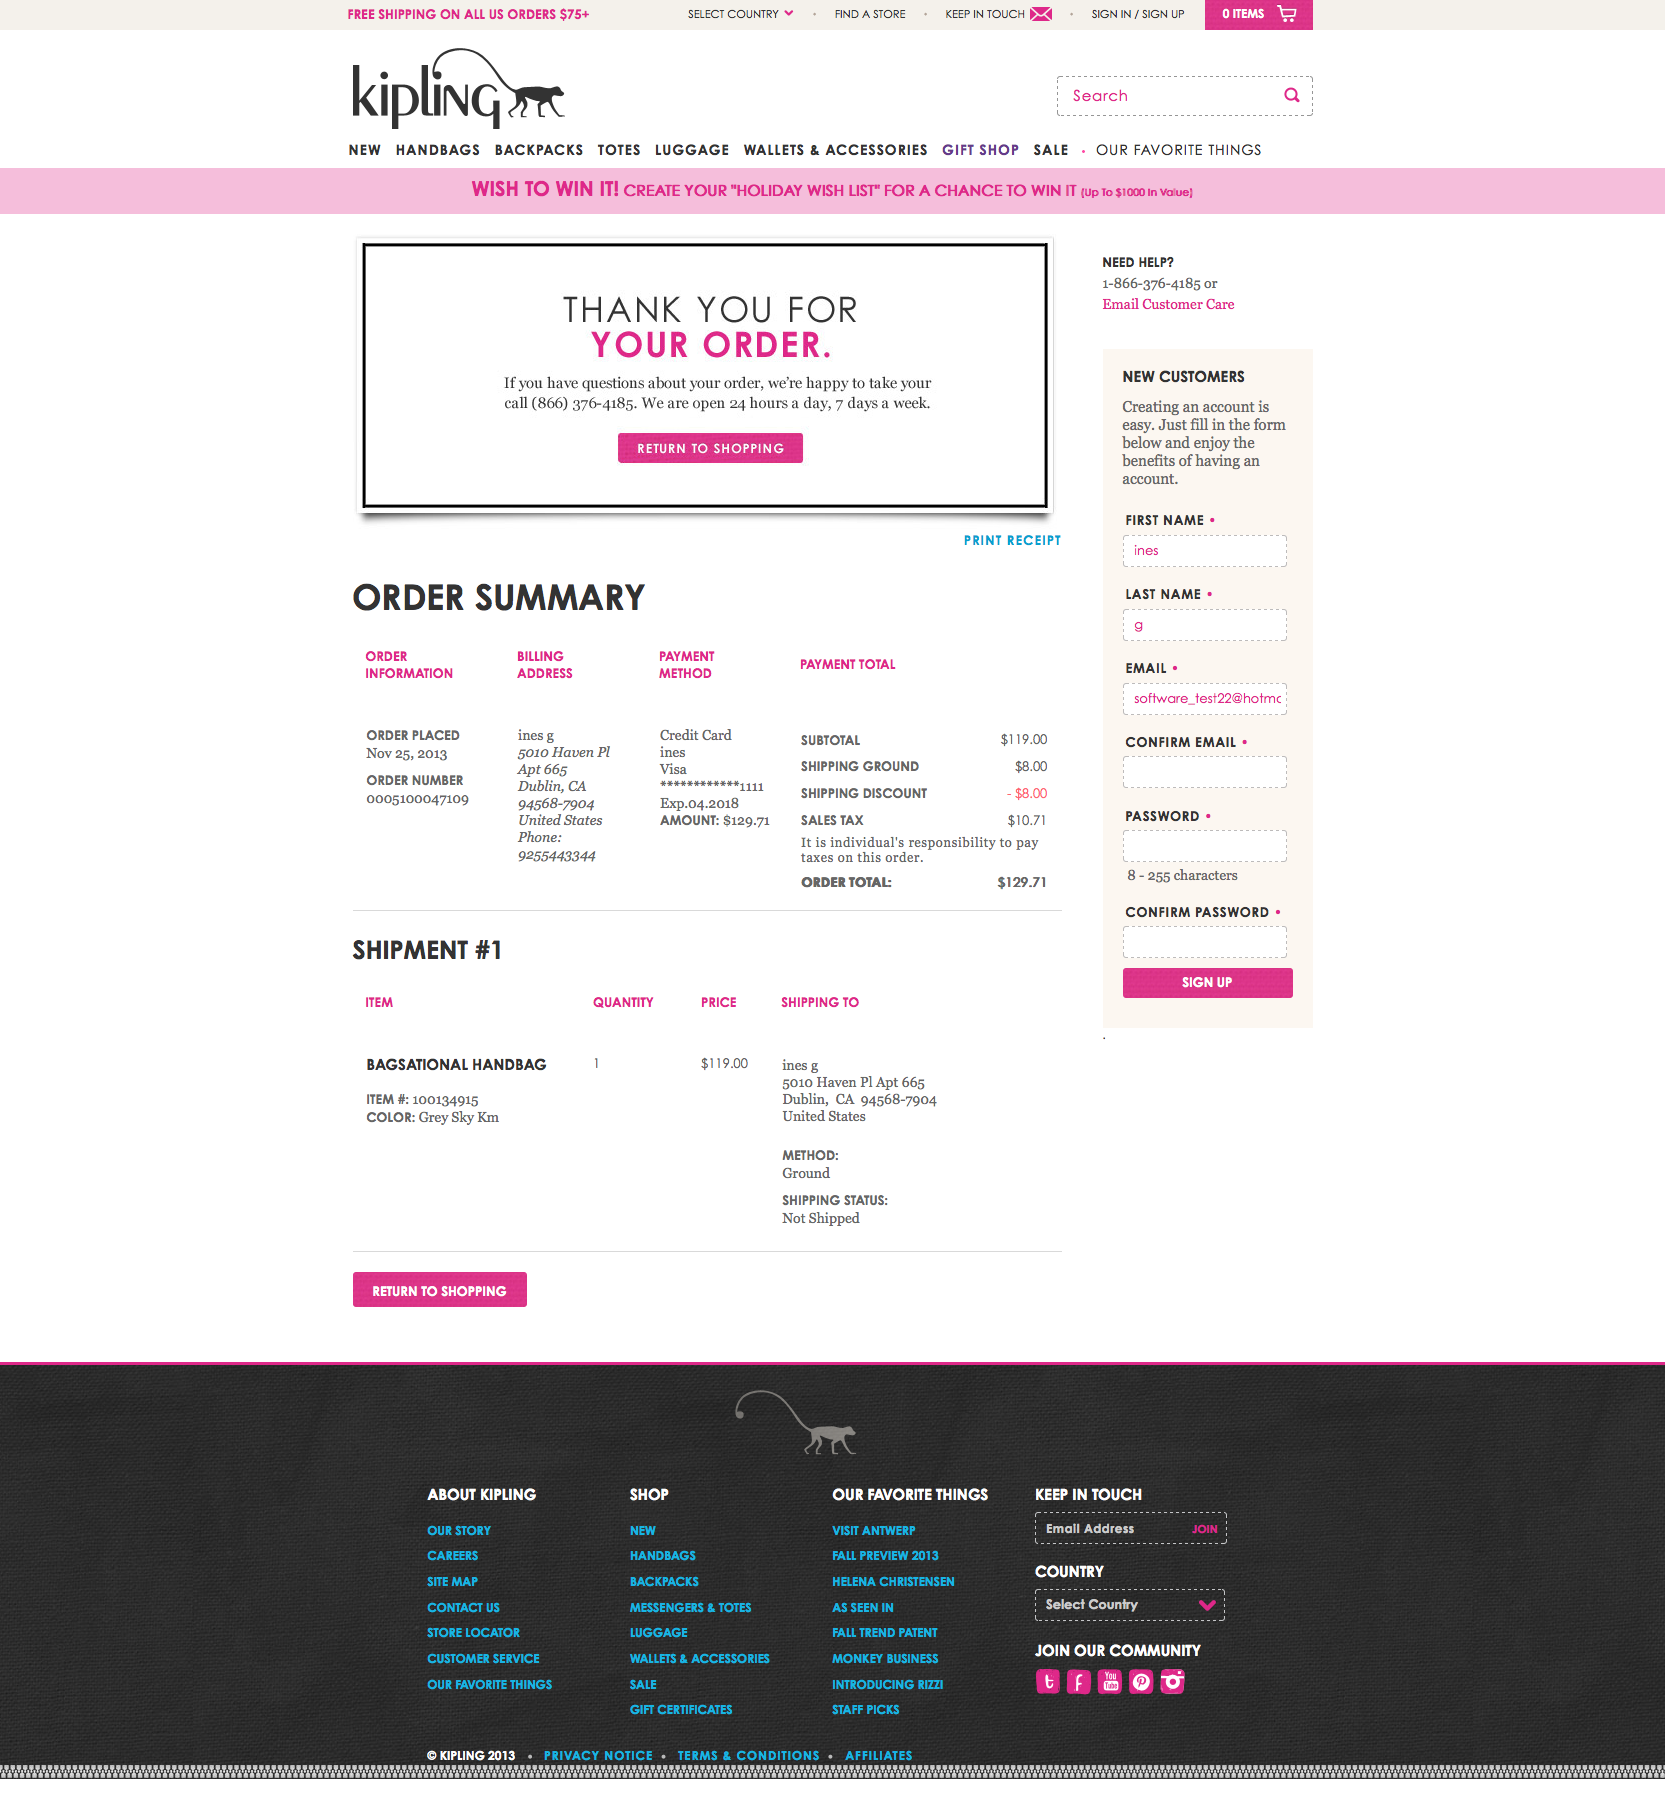 FREE SHIPPING ON ALL US ORDERS $75+
SELECT COUNTRY • FIND A STORE • KEEP IN TOUCH • SIGN IN / SIGN UP
0 ITEMS
kipling
Search
NEW HANDBAGS BACKPACKS TOTES LUGGAGE WALLETS & ACCESSORIES GIFT SHOP SALE • OUR FAVORITE THINGS
WISH TO WIN IT! CREATE YOUR "HOLIDAY WISH LIST" FOR A CHANCE TO WIN IT (Up To $1000 In Value)
THANK YOU FOR
YOUR ORDER.
If you have questions about your order, we're happy to take your
call (866) 376-4185. We are open 24 hours a day, 7 days a week.
RETURN TO SHOPPING
PRINT RECEIPT
ORDER SUMMARY
ORDER
INFORMATION
ORDER PLACED
Nov 25, 2013
ORDER NUMBER
0005100047109
BILLING
ADDRESS
ines g
5010 Haven Pl
Apt 665
Dublin, CA
94568-7904
United States
Phone:
9255443344
PAYMENT
METHOD
Credit Card
ines
Visa
************1111
Exp.04.2018
AMOUNT: $129.71
PAYMENT TOTAL
SUBTOTAL $119.00
SHIPPING GROUND $8.00
SHIPPING DISCOUNT - $8.00
SALES TAX $10.71
It is individual's responsibility to pay
taxes on this order.
ORDER TOTAL: $129.71
SHIPMENT #1
ITEM QUANTITY PRICE SHIPPING TO
BAGSATIONAL HANDBAG 1 $119.00
ITEM #: 100134915
COLOR: Grey Sky Km
ines g
5010 Haven Pl Apt 665
Dublin, CA 94568-7904
United States
METHOD:
Ground
SHIPPING STATUS:
Not Shipped
RETURN TO SHOPPING
NEED HELP?
1-866-376-4185 or
Email Customer Care
NEW CUSTOMERS
Creating an account is
easy. Just fill in the form
below and enjoy the
benefits of having an
account.
FIRST NAME •
ines
LAST NAME •
g
EMAIL •
software_test22@hotmc
CONFIRM EMAIL •
PASSWORD •
8 - 255 characters
CONFIRM PASSWORD •
SIGN UP
ABOUT KIPLING
OUR STORY
CAREERS
SITE MAP
CONTACT US
STORE LOCATOR
CUSTOMER SERVICE
OUR FAVORITE THINGS
SHOP
NEW
HANDBAGS
BACKPACKS
MESSENGERS & TOTES
LUGGAGE
WALLETS & ACCESSORIES
SALE
GIFT CERTIFICATES
OUR FAVORITE THINGS
VISIT ANTWERP
FALL PREVIEW 2013
HELENA CHRISTENSEN
AS SEEN IN
FALL TREND PATENT
MONKEY BUSINESS
INTRODUCING RIZZI
STAFF PICKS
KEEP IN TOUCH
Email Address JOIN
COUNTRY
Select Country
JOIN OUR COMMUNITY
You
Tube
© KIPLING 2013 • PRIVACY NOTICE • TERMS & CONDITIONS • AFFILIATES